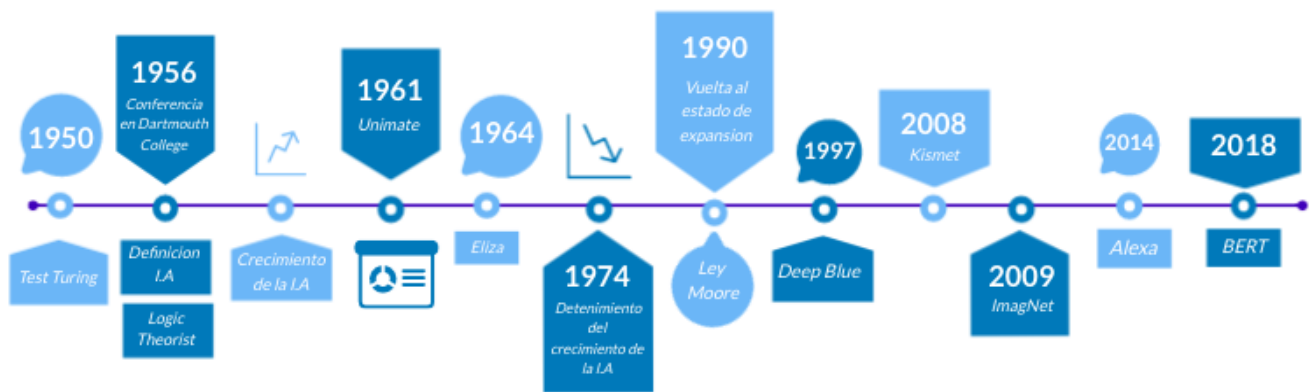 1950
Test Turing
1956
Conferencia
en Dartmouth
College
Definicion
I.A
Logic
Theorist
Crecimiento
de la I.A
1961
Unimate
1964
Eliza
1974
Detenimiento
del
crecimiento de
la I.A
1990
Vuelta al
estado de
expansion
Ley
Moore
1997
Deep Blue
2008
Kismet
2009
ImagNet
2014
Alexa
2018
BERT